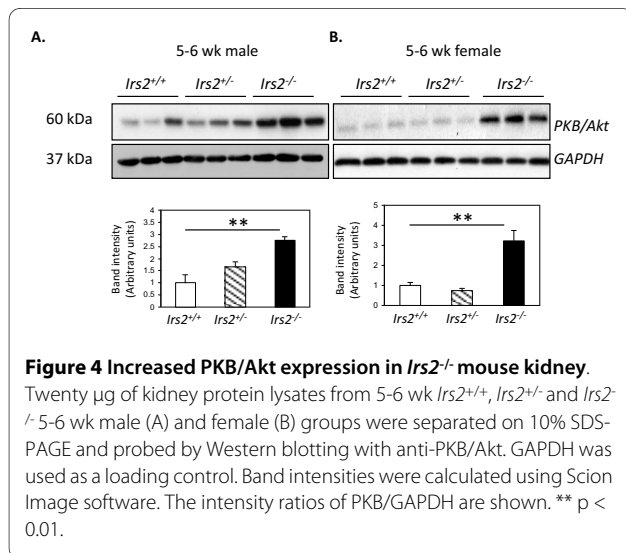 A.
5-6 wk male
Irs2+/+ Irs2+/- Irs2-/-
60 kDa
37 kDa
B.
5-6 wk female
Irs2+/+ Irs2+/- Irs2-/-
PKB/Akt
GAPDH
Band intensity
(Arbitrary units)
4
3.5
3
2.5
2
1.5
1
0.5
0
**
Irs2+/+ Irs2+/- Irs2-/-
Band intensity
(Arbitrary units)
5
4
3
2
1
0
**
Irs2+/+ Irs2+/- Irs2-/-
Figure 4 Increased PKB/Akt expression in Irs2-/- mouse kidney.
Twenty μg of kidney protein lysates from 5-6 wk Irs2+/+, Irs2+/- and Irs2-
/- 5-6 wk male (A) and female (B) groups were separated on 10% SDS-
PAGE and probed by Western blotting with anti-PKB/Akt. GAPDH was
used as a loading control. Band intensities were calculated using Scion
Image software. The intensity ratios of PKB/GAPDH are shown. ** p <
0.01.